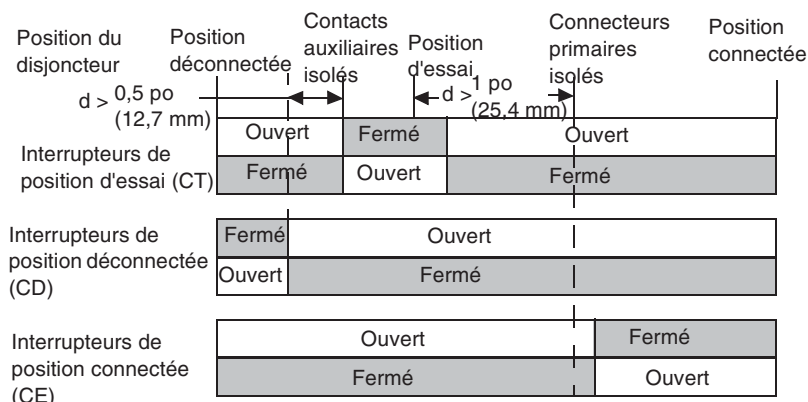 Position du
disjoncteur
Position
déconnectée
Contacts
auxiliaires
isolés
Position
d'essai
Connecteurs
primaires
isolés
Position
connectée
d > 0,5 po
(12,7 mm)
d > 1 po
(25,4 mm)
Interrupteurs de
position d'essai (CT)
Ouvert Fermé Ouvert
Fermé Ouvert Fermé
Interrupteurs de
position déconnectée
(CD)
Fermé Ouvert
Ouvert Fermé
Interrupteurs de
position connectée
(CE)
Ouvert Fermé
Fermé Ouvert